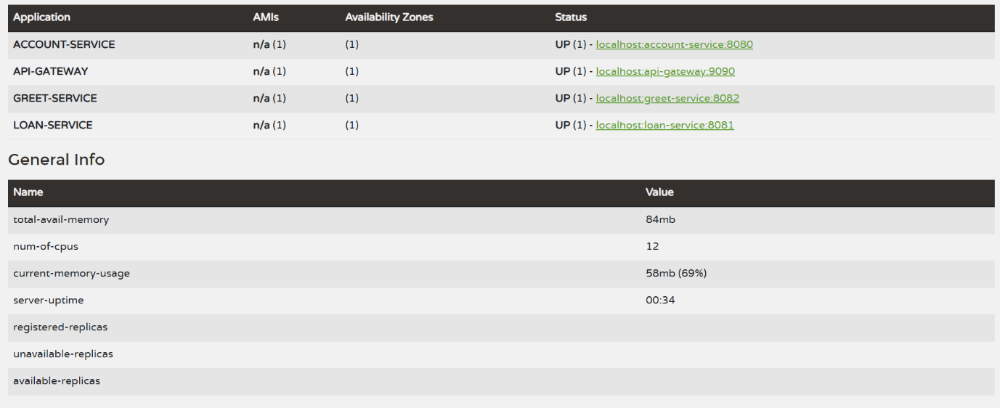 Application AMIs Availability Zones Status
ACCOUNT-SERVICE n/a (1) (1) UP (1) - localhost:account-service:8080
API-GATEWAY n/a (1) (1) UP (1) - localhost:api-gateway:9090
GREET-SERVICE n/a (1) (1) UP (1) - localhost:greet-service:8082
LOAN-SERVICE n/a (1) (1) UP (1) - localhost:loan-service:8081
General Info
Name Value
total-avail-memory 84mb
num-of-cpus 12
current-memory-usage 58mb (69%)
server-uptime 00:34
registered-replicas
unavailable-replicas
available-replicas